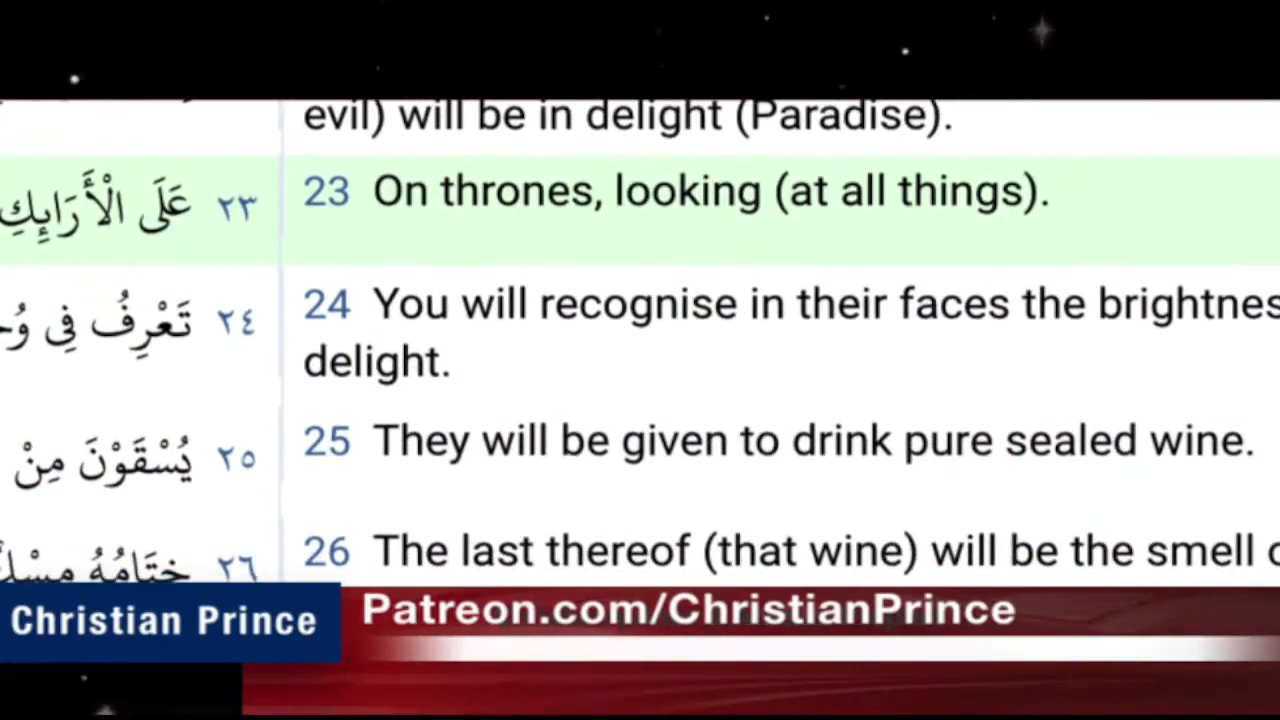 evil) will be in delight (Paradise).
عَلَى الْأَرَائِكِ ٢٣
23 On thrones, looking (at all things).
تَعْرِفُ فِي ٢٤
24 You will recognise in their faces the
delight.
يُسْقَوْنَ مِنْ ٢٥
25 They will be given to drink pure sealed wine.
خِتَامُهُ ٢٦
26 The last thereof (that wine) will be the smell
Christian Prince
Patreon.com/ChristianPrince